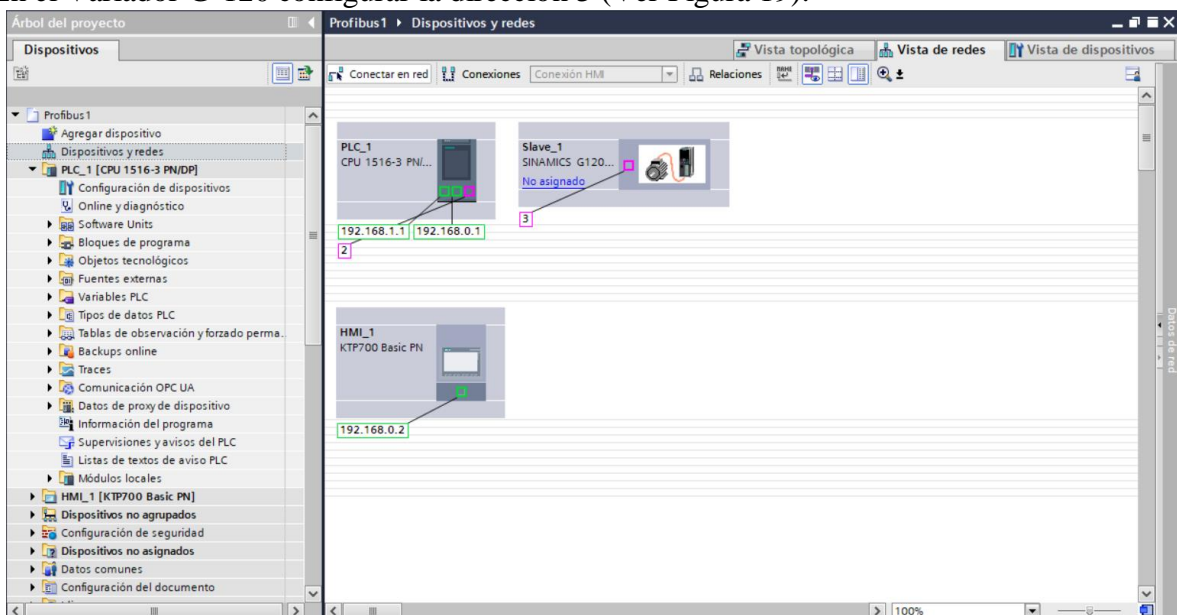 En el Variador G 120 configurar la dirección 3 (Ver Figura 19).
Árbol del proyecto
Profibus1 ▸ Dispositivos y redes
Dispositivos
Vista topológica
Vista de redes
Vista de dispositivos
Conectar en red
Conexiones
Conexión HMI
Relaciones
Profibus1
Agregar dispositivo
Dispositivos y redes
PLC_1 [CPU 1516-3 PN/DP]
Configuración de dispositivos
Online y diagnóstico
Software Units
Bloques de programa
Objetos tecnológicos
Fuentes externas
Variables PLC
Tipos de datos PLC
Tablas de observación y forzado perma..
Backups online
Traces
Comunicación OPC UA
Datos de proxy de dispositivo
Información del programa
Supervisiones y avisos del PLC
Listas de textos de aviso PLC
Módulos locales
HMI_1 [KTP700 Basic PN]
Dispositivos no agrupados
Configuración de seguridad
Dispositivos no asignados
Datos comunes
Configuración del documento
PLC_1
CPU 1516-3 PN/...
192.168.1.1
192.168.0.1
2
Slave_1
SINAMICS G120...
No asignado
3
HMI_1
KTP700 Basic PN
192.168.0.2
Datos de red
100%